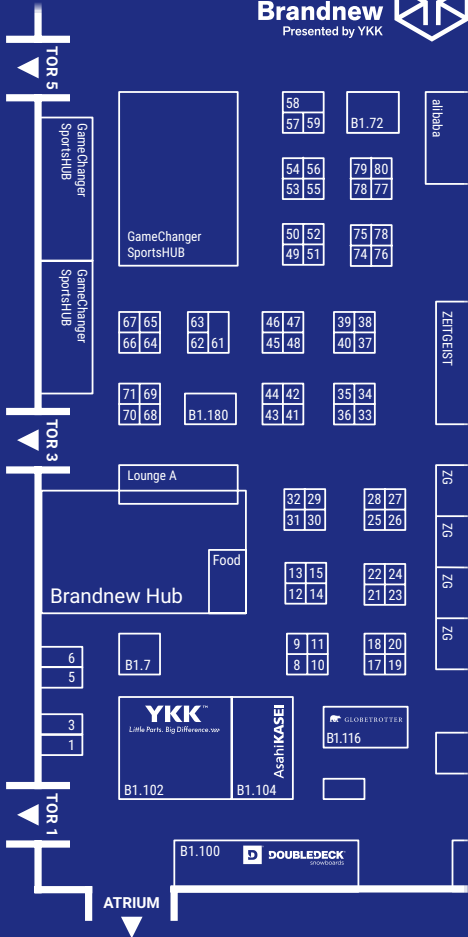 Brandnew
Presented by YKK
TOR 5
GameChanger
SportsHUB
GameChanger
SportsHUB
58
57 59
B1.72
alibaba
54 56
53 55
79 80
78 77
50 52
49 51
75 78
74 76
GameChanger
SportsHUB
67 65
66 64
63
62 61
46 47
45 48
39 38
40 37
ZEITGEIST
71 69
70 68
B1.180
44 42
43 41
35 34
36 33
TOR 3
Lounge A
32 29
31 30
28 27
25 26
ZG
ZG
ZG
ZG
Food
Brandnew Hub
13 15
12 14
22 24
21 23
6
5
B1.7
9 11
8 10
18 20
17 19
3
1
YKK™
Little Parts. Big Difference.
B1.102
AsahiKASEI
B1.104
GLOBETROTTER
B1.116
TOR 1
B1.100
D DOUBLEDECK
snowboards
ATRIUM